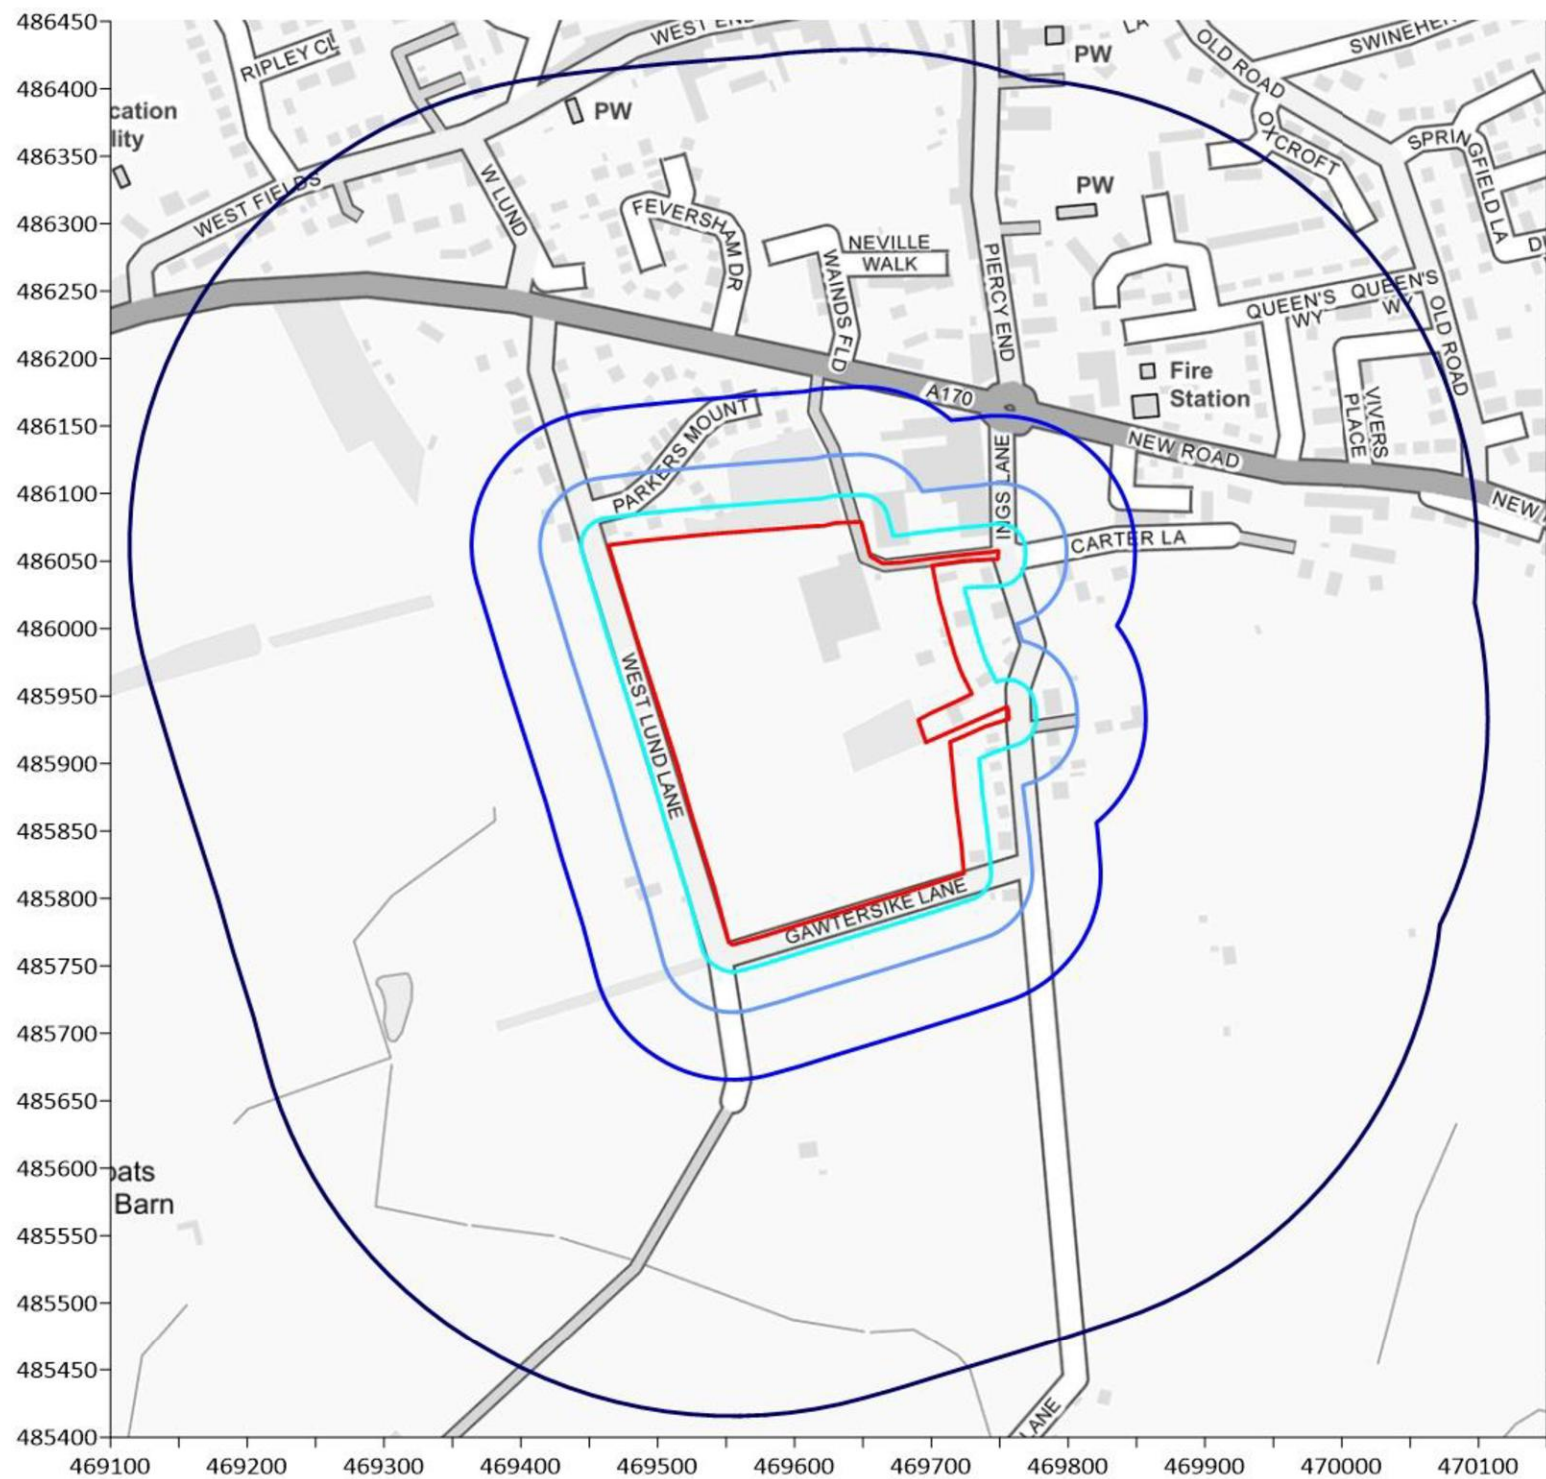 486450
486400
486350
486300
486250
486200
486150
486100
486050
486000
485950
485900
485850
485800
485750
485700
485650
485600
485550
485500
485450
485400
469100
469200
469300
469400
469500
469600
469700
469800
469900
470000
470100
RIPLEY CL
WEST END
PW
LA
OLD ROAD
SWINEHER
cation
lity
PW
OXCROFT
SPRINGFIELD LA
WEST FIELDS
W LUND
FEVERSHAM DR
NEVILLE
WALK
WAINDS FLD
PIERCY END
PW
QUEEN'S
WY
QUEEN'S
W
OLD ROAD
A170
Fire
Station
VIVERS
PLACE
PARKERS MOUNT
INGS LANE
NEW ROAD
NEW
CARTER LA
WEST LUND LANE
GAWTERSIKE LANE
oats
Barn
LANE